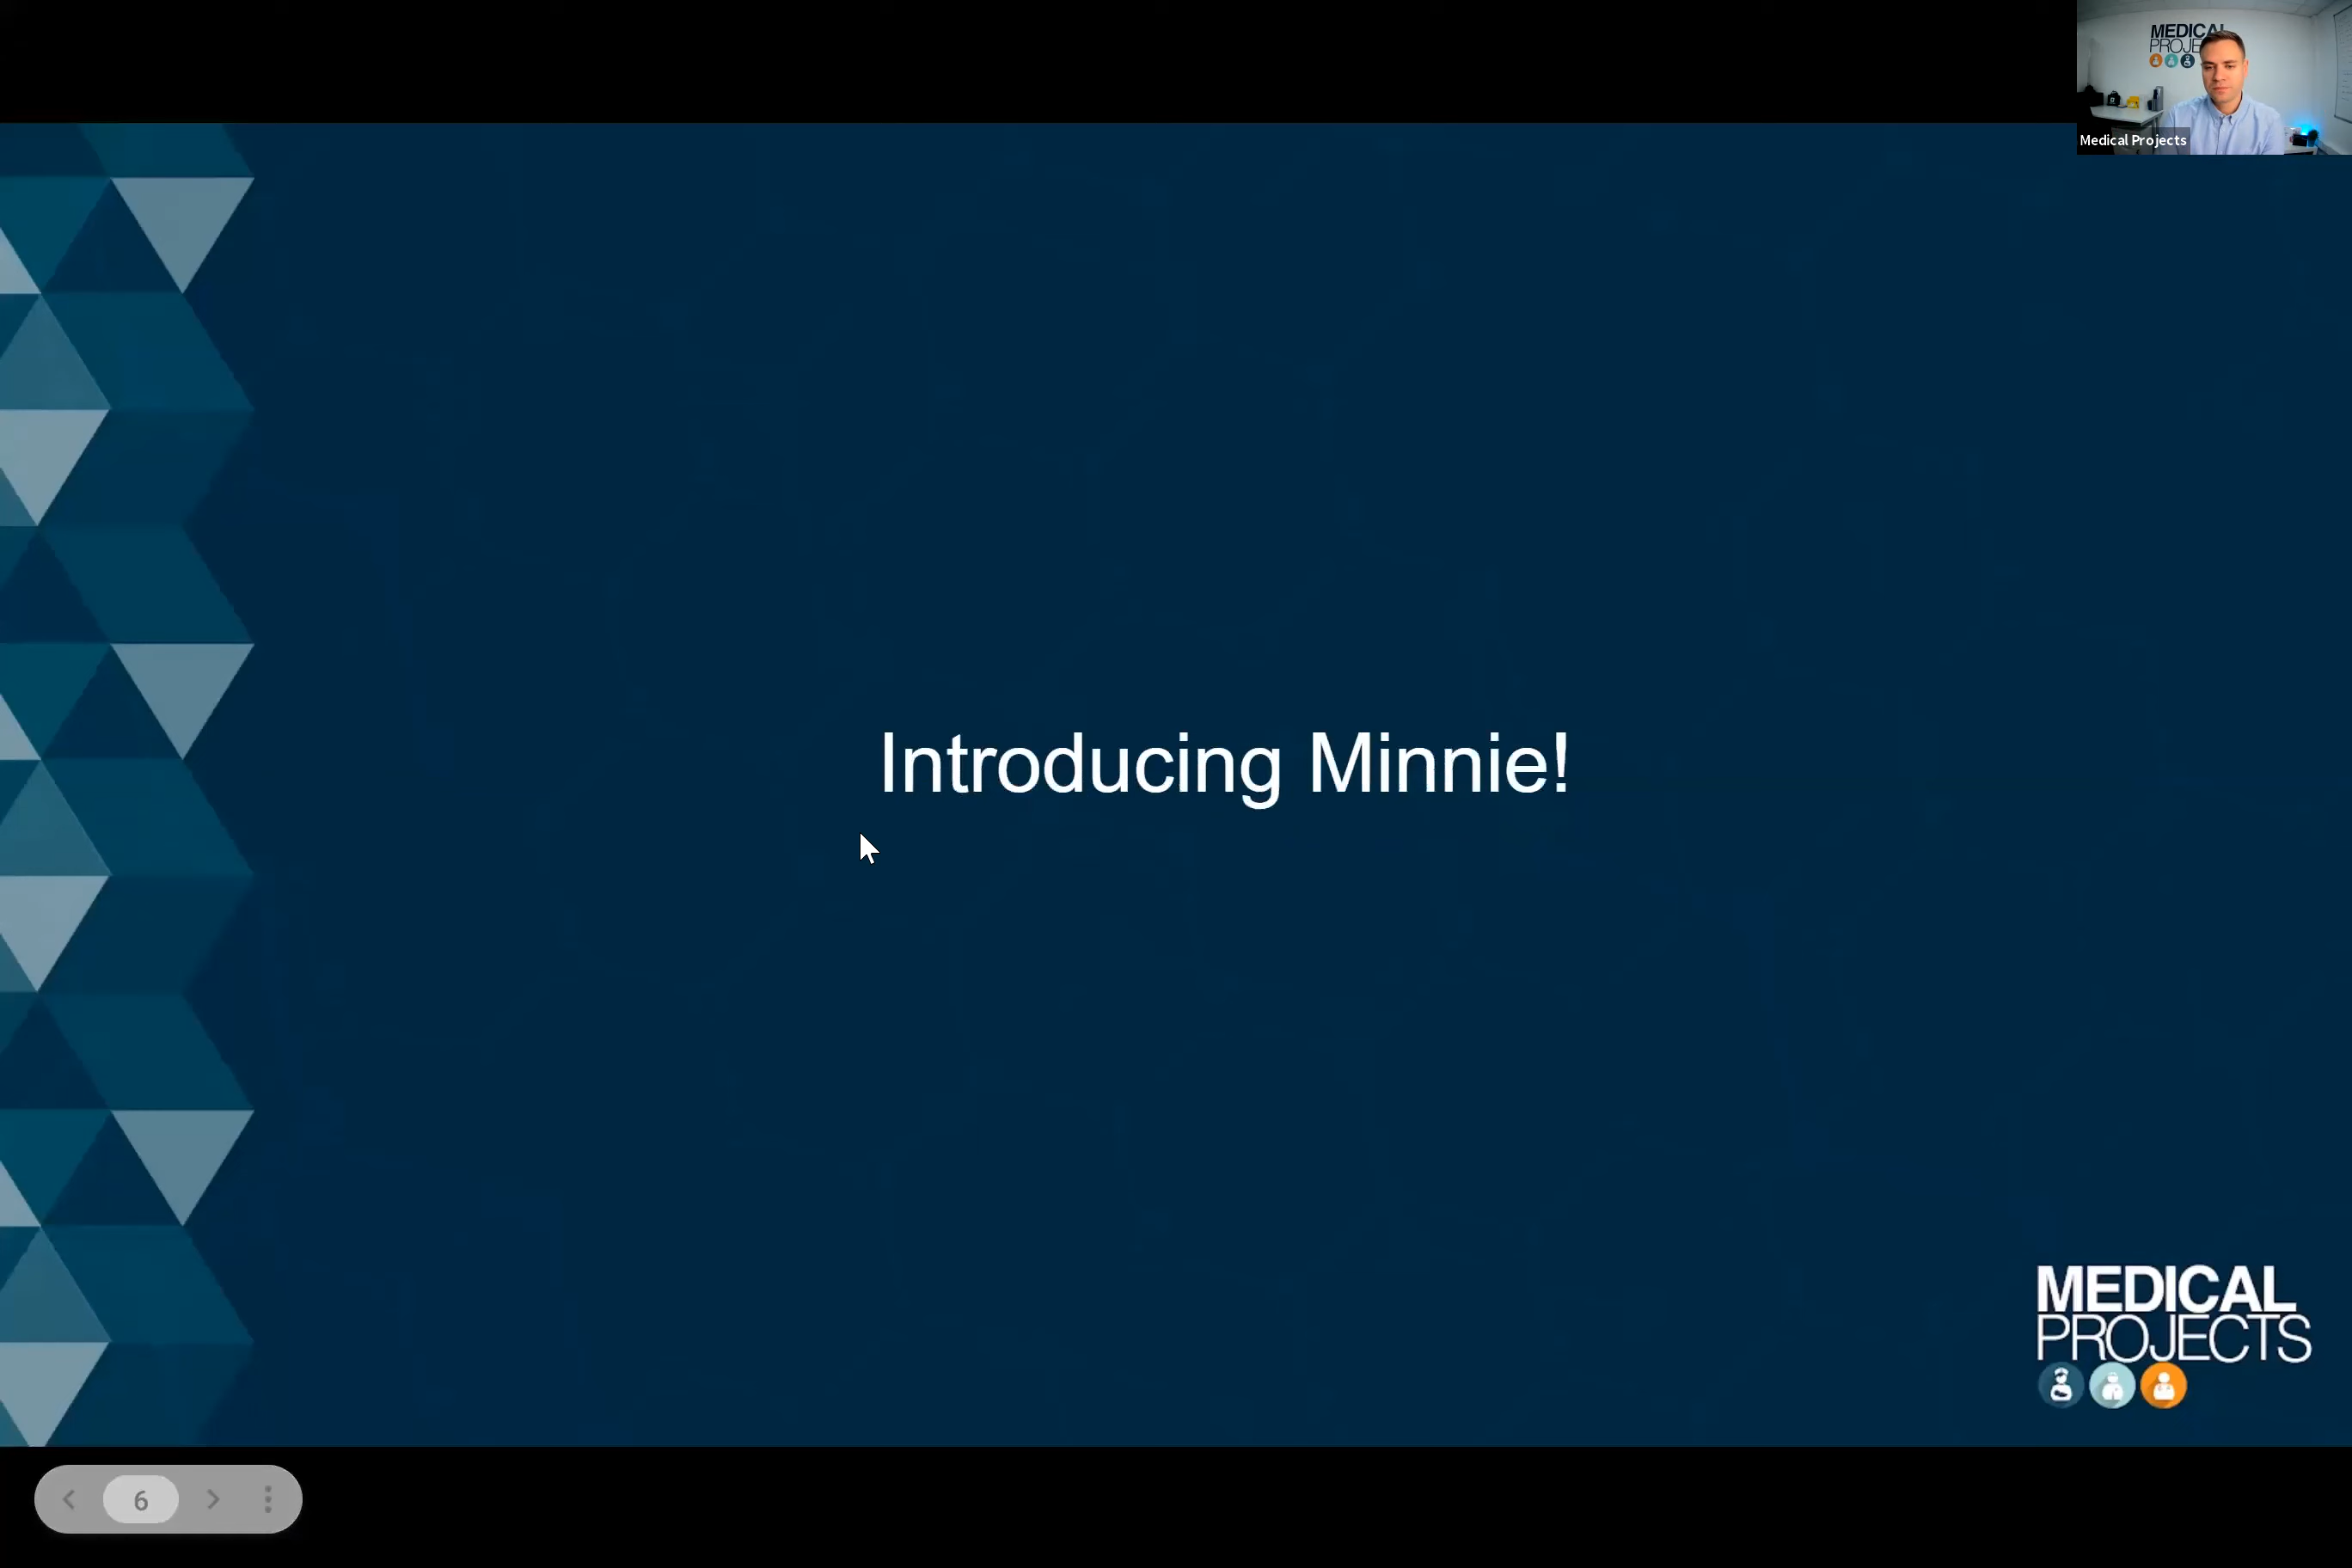 MEDICAL
PROJE
Medical Projects
Introducing Minnie!
MEDICAL
PROJECTS
6